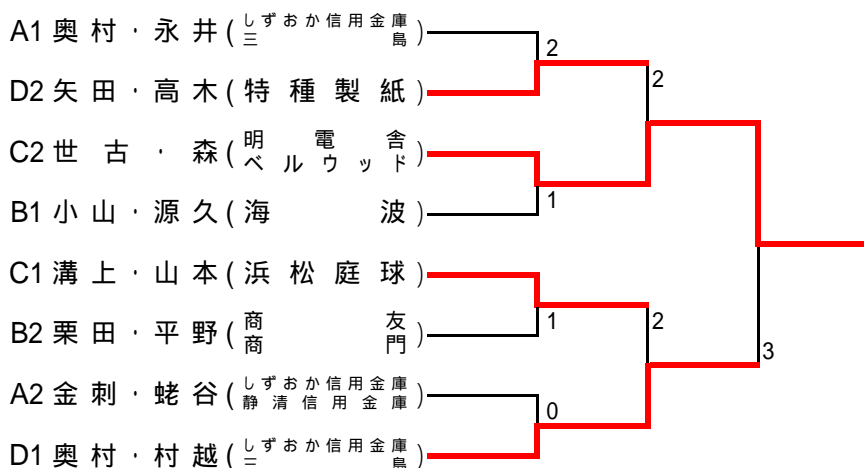 A1 奥村・永井(しずおか信用金庫
三島)
2
2
D2 矢田・高木(特種製紙)
C2 世古・森(明電舎
ベルウッド)
1
B1 小山・源久(海波)
C1 溝上・山本(浜松庭球)
1
2
B2 栗田・平野(商友
商門)
3
A2 金刺・蛯谷(しずおか信用金庫
静清信用金庫)
0
D1 奥村・村越(しずおか信用金庫
三島)